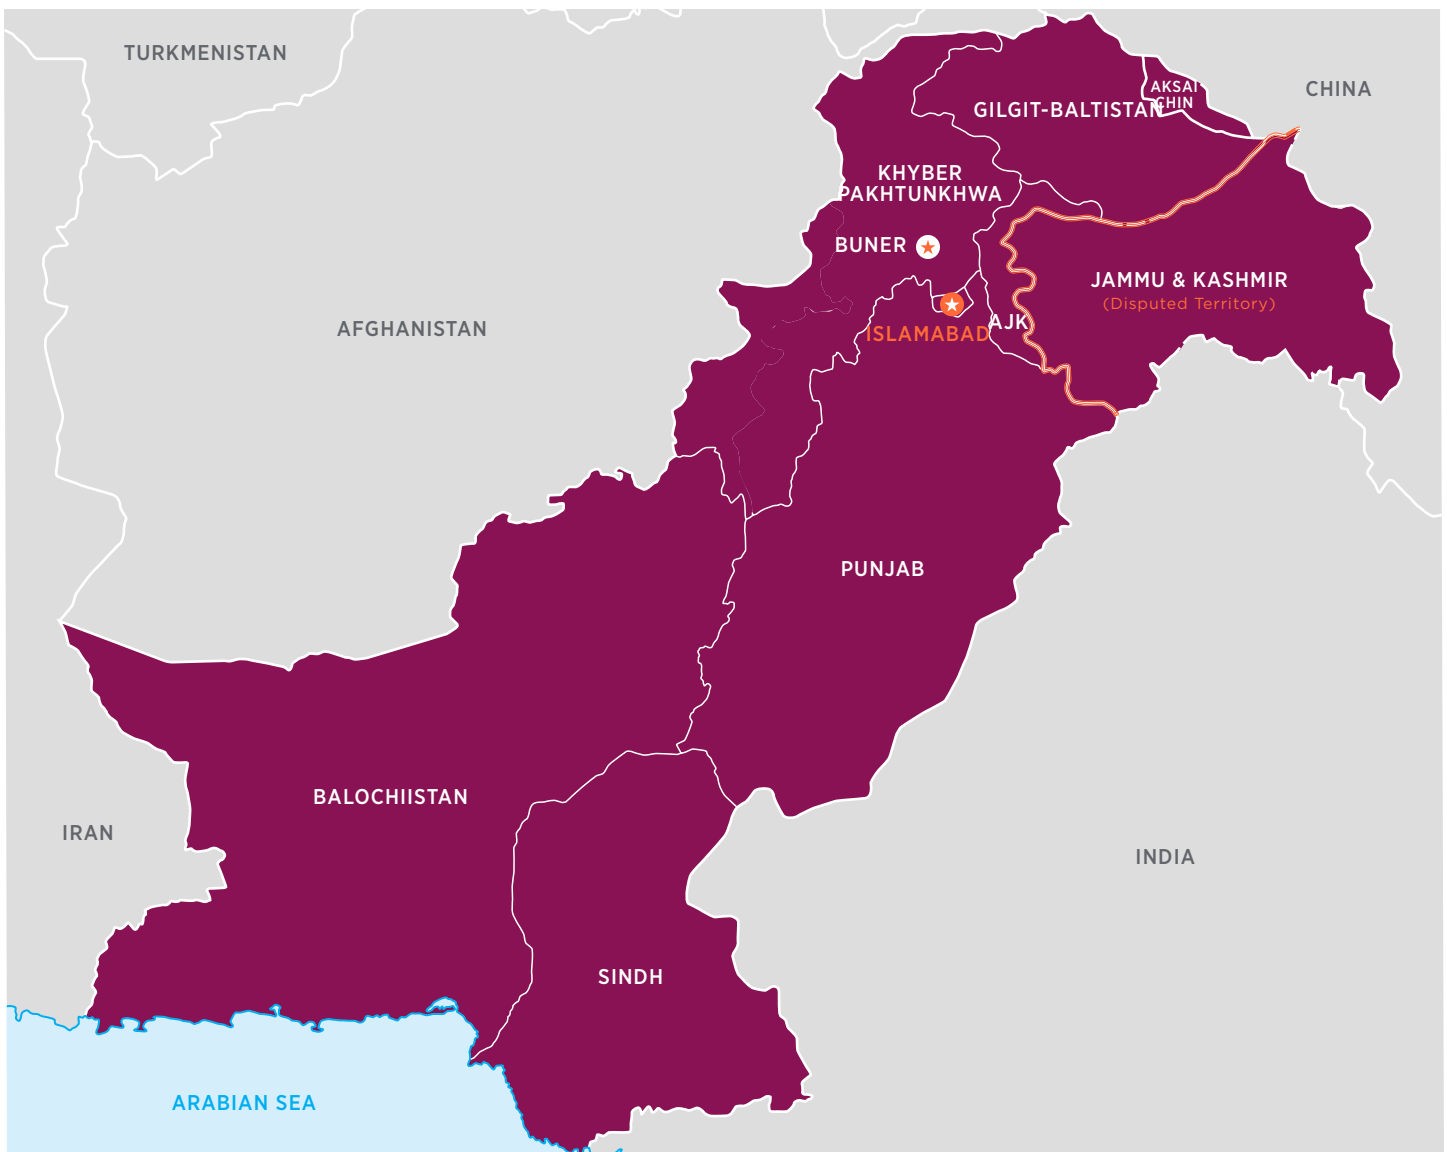 TURKMENISTAN
CHINA
AKSAI
CHIN
GILGIT-BALTISTAN
KHYBER
PAKHTUNKHWA
BUNER
JAMMU & KASHMIR
(Disputed Territory)
AFGHANISTAN
AJK
ISLAMABAD
PUNJAB
BALOCHIISTAN
IRAN
INDIA
SINDH
ARABIAN SEA